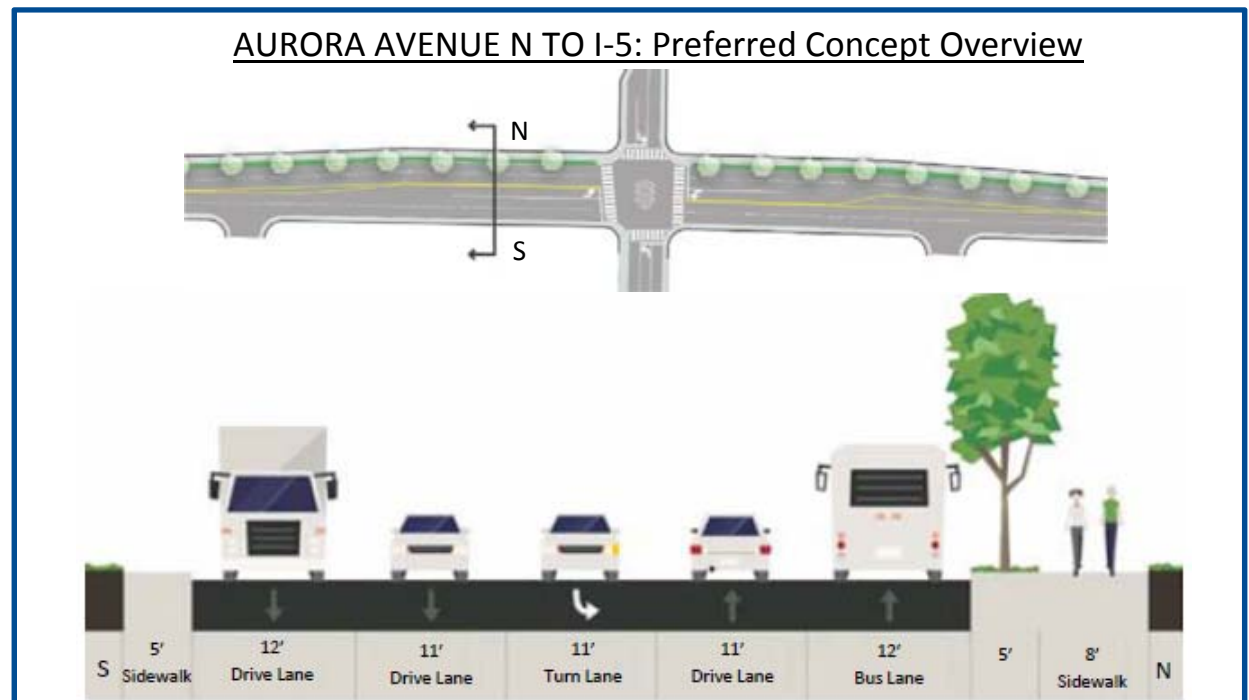 AURORA AVENUE N TO I-5: Preferred Concept Overview
N
S
S
5'
Sidewalk
12'
Drive Lane
11'
Drive Lane
11'
Turn Lane
11'
Drive Lane
12'
Bus Lane
5'
8'
Sidewalk
N